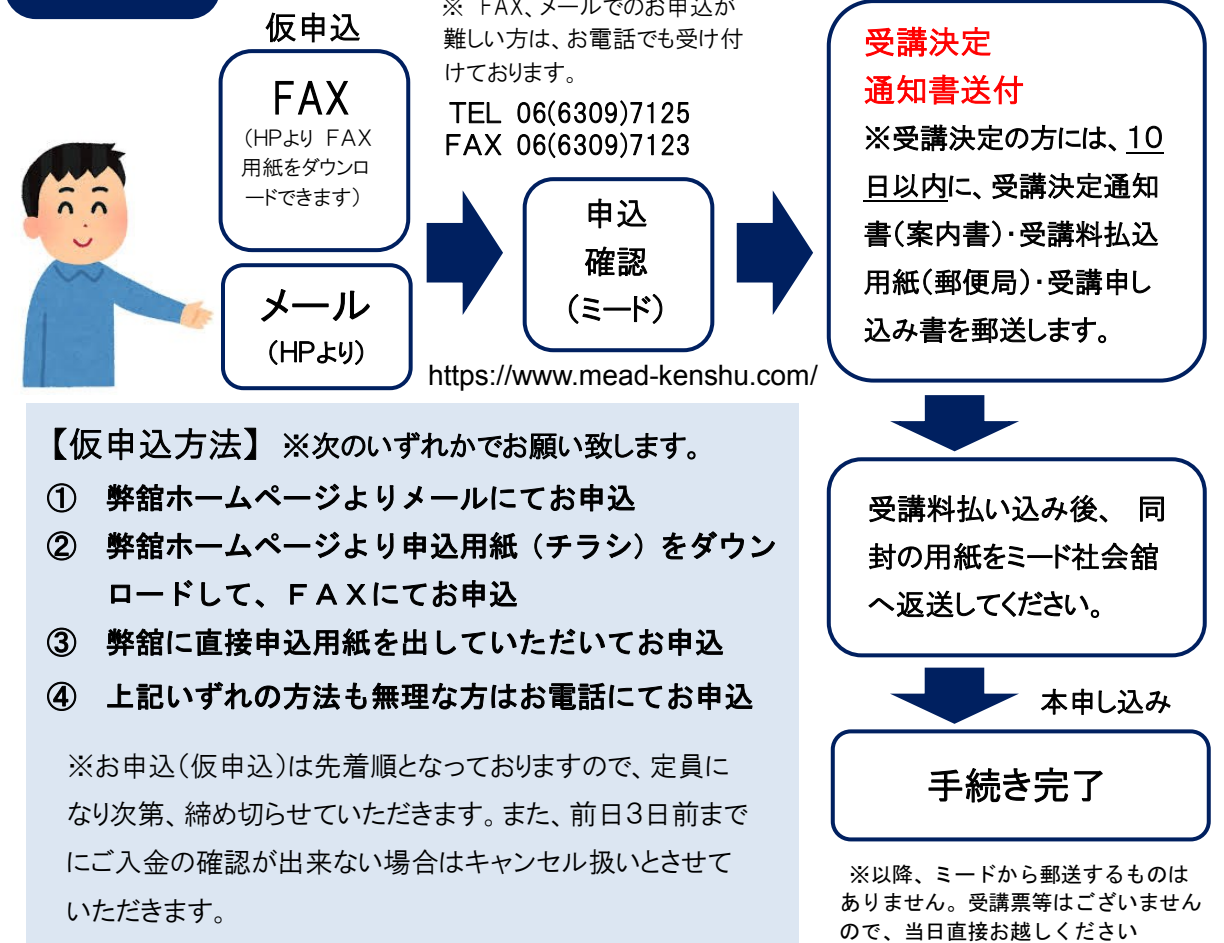 仮申込
FAX
(HPより FAX
用紙をダウンロ
ードできます)
メール
(HPより)
※ FAX、メールでのお申込が
難しい方は、お電話でも受け付
けております。
TEL 06(6309)7125
FAX 06(6309)7123
申込
確認
(ミード)
https://www.mead-kenshu.com/
受講決定
通知書送付
※受講決定の方には、10
日以内に、受講決定通知
書(案内書)・受講料払込
用紙(郵便局)・受講申し
込み書を郵送します。
受講料払い込み後、 同
封の用紙をミード社会舘
へ返送してください。
本申し込み
手続き完了
※以降、ミードから郵送するものは
ありません。受講票等はございません
ので、当日直接お越しください
【仮申込方法】 ※次のいずれかでお願い致します。
① 弊舘ホームページよりメールにてお申込
② 弊舘ホームページより申込用紙(チラシ)をダウン
ロードして、FAXにてお申込
③ 弊舘に直接申込用紙を出していただいてお申込
④ 上記いずれの方法も無理な方はお電話にてお申込
※お申込(仮申込)は先着順となっておりますので、定員に
なり次第、締め切らせていただきます。また、前日3日前まで
にご入金の確認が出来ない場合はキャンセル扱いとさせて
いただきます。